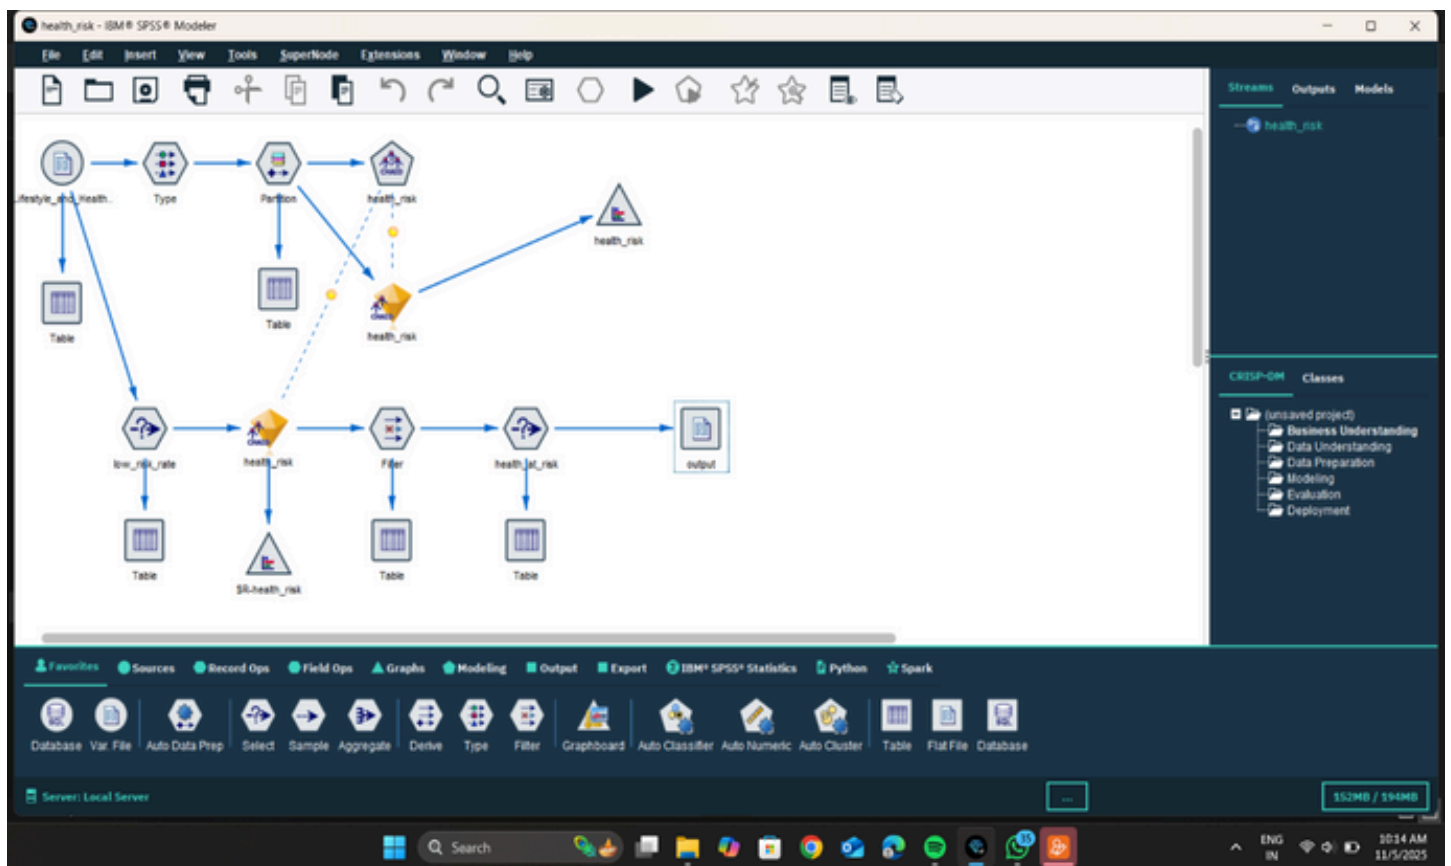 health_risk - IBM® SPSS® Modeler
File Edit Insert View Tools SuperNode Extensions Window Help
Streams Outputs Models
health_risk
Lifestyle_and_Health..
Type
Partition
health_risk
health_risk
Table
Table
health_risk
CRISP-DM Classes
(unsaved project)
Business Understanding
Data Understanding
Data Preparation
Modeling
Evaluation
Deployment
low_risk_rate
health_risk
Filter
health_at_risk
output
Table
$R-health_risk
Table
Table
Favorites Sources Record Ops Field Ops Graphs Modeling Output Export IBM® SPSS® Statistics Python Spark
Database Var. File Auto Data Prep Select Sample Aggregate Derive Type Filter Graphboard Auto Classifier Auto Numeric Auto Cluster Table Flat File Database
Server: Local Server
...
152MB / 194MB
Search
35
ENG
IN
10:14 AM
11/5/2025